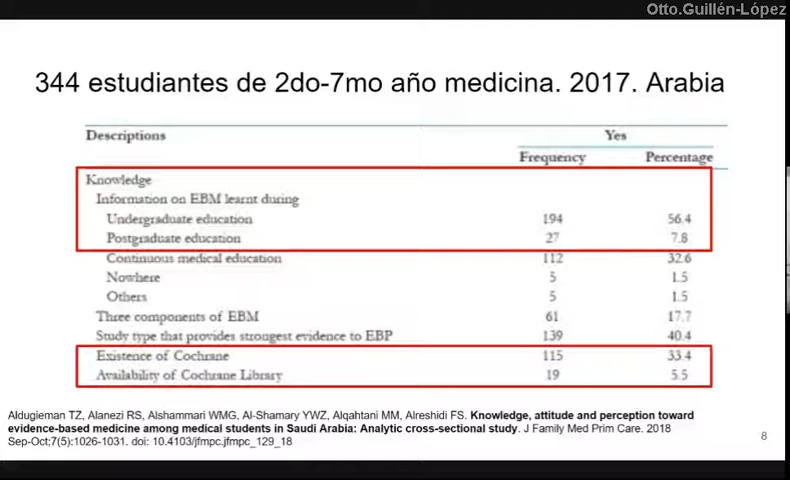 Otto.Guillén-López
344 estudiantes de 2do-7mo año medicina. 2017. Arabia
Descriptions Yes
Frequency Percentage
Knowledge
Information on EBM learnt during
Undergraduate education 194 56.4
Postgraduate education 27 7.8
Continuous medical education 112 32.6
Nowhere 5 1.5
Others 5 1.5
Three components of EBM 61 17.7
Study type that provides strongest evidence to EBP 139 40.4
Existence of Cochrane 115 33.4
Availability of Cochrane Library 19 5.5
Aldugieman TZ, Alanezi RS, Alshammari WMG, Al-Shamary YWZ, Alqahtani MM, Alreshidi FS. Knowledge, attitude and perception toward
evidence-based medicine among medical students in Saudi Arabia: Analytic cross-sectional study. J Family Med Prim Care. 2018
Sep-Oct;7(5):1026-1031. doi: 10.4103/jfmpc.jfmpc_129_18
8